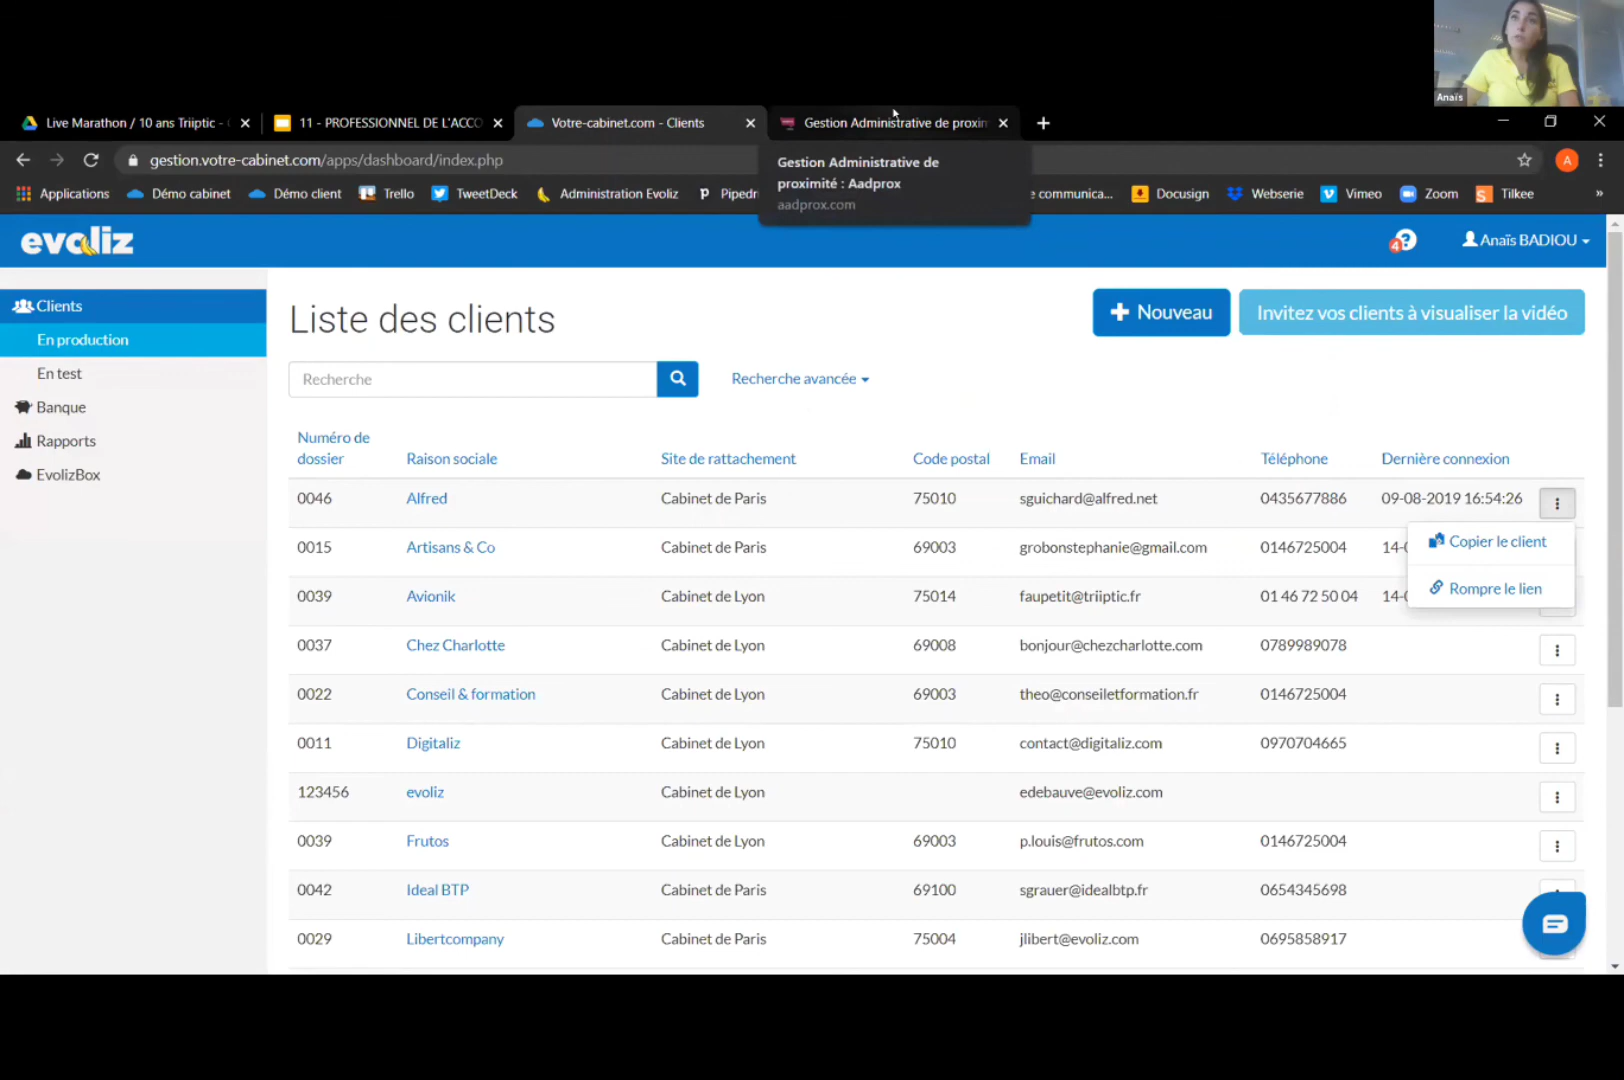 Anaïs
Live Marathon / 10 ans Triiptic -
11 - PROFESSIONNEL DE L'ACCO
Votre-cabinet.com - Clients
Gestion Administrative de proxim
gestion.votre-cabinet.com/apps/dashboard/index.php
A
Gestion Administrative de
proximité : Aadprox
aadprox.com
Applications
Démo cabinet
Démo client
Trello
TweetDeck
Administration Evoliz
Pipedri
e communica...
Docusign
Webserie
Vimeo
Zoom
Tilkee
»
evoliz
4 ?
Anaïs BADIOU
Clients
En production
En test
Banque
Rapports
EvolizBox
Liste des clients
+ Nouveau
Invitez vos clients à visualiser la vidéo
Recherche
Recherche avancée
Numéro de
dossier Raison sociale Site de rattachement Code postal Email Téléphone Dernière connexion
0046 Alfred Cabinet de Paris 75010 sguichard@alfred.net 0435677886 09-08-2019 16:54:26
0015 Artisans & Co Cabinet de Paris 69003 grobonstephanie@gmail.com 0146725004 14-
Copier le client
0039 Avionik Cabinet de Lyon 75014 faupetit@triiptic.fr 01 46 72 50 04 14-
Rompre le lien
0037 Chez Charlotte Cabinet de Lyon 69008 bonjour@chezcharlotte.com 0789989078
0022 Conseil & formation Cabinet de Lyon 69003 theo@conseiletformation.fr 0146725004
0011 Digitaliz Cabinet de Lyon 75010 contact@digitaliz.com 0970704665
123456 evoliz Cabinet de Lyon edebauve@evoliz.com
0039 Frutos Cabinet de Lyon 69003 p.louis@frutos.com 0146725004
0042 Ideal BTP Cabinet de Paris 69100 sgrauer@idealbtp.fr 0654345698
0029 Libertcompany Cabinet de Paris 75004 jlibert@evoliz.com 0695858917